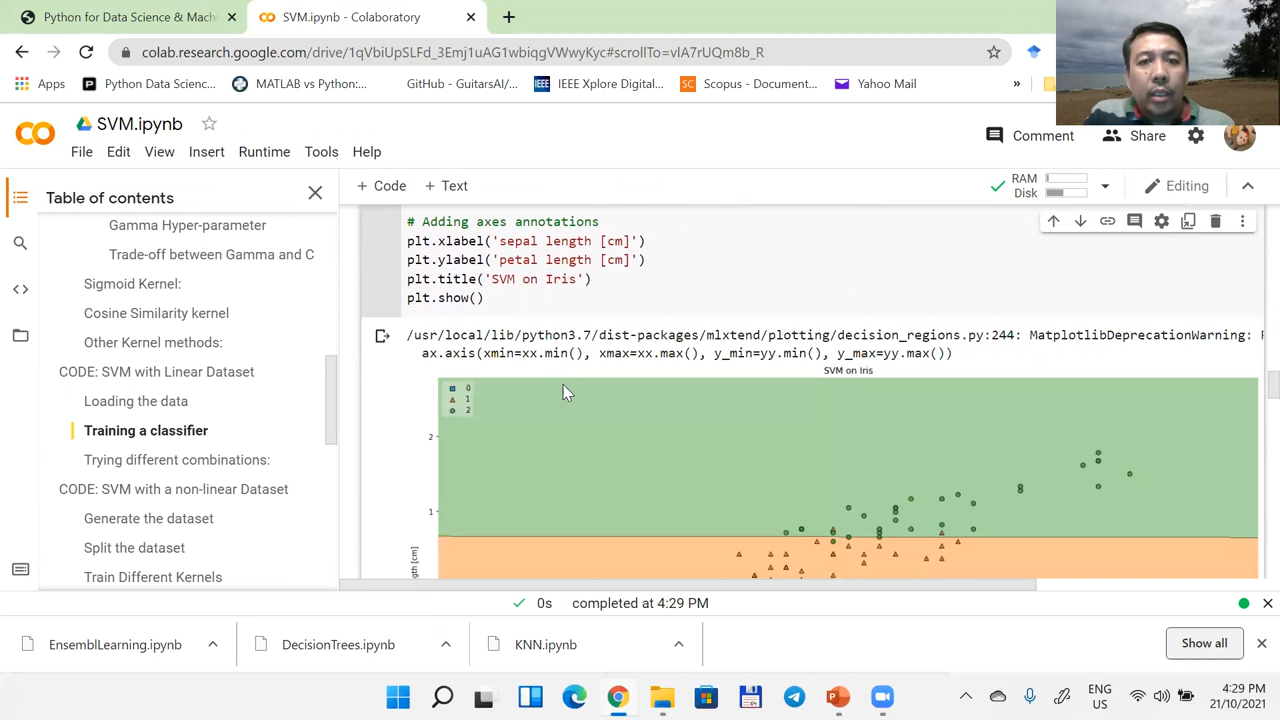 Python for Data Science & Machi
SVM.ipynb - Colaboratory
colab.research.google.com/drive/1qVbiUpSLFd_3Emj1uAG1wbiqgVWwyKyc#scrollTo=vlA7rUQm8b_R
Apps
Python Data Scienc...
MATLAB vs Python:...
GitHub - GuitarsAI/...
IEEE
IEEE Xplore Digital...
SC
Scopus - Document...
Yahoo Mail
»
CO
SVM.ipynb
Comment
Share
File Edit View Insert Runtime Tools Help
Table of contents
+ Code + Text
RAM
Disk
Editing
Gamma Hyper-parameter
Trade-off between Gamma and C
Sigmoid Kernel:
Cosine Similarity kernel
Other Kernel methods:
CODE: SVM with Linear Dataset
Loading the data
Training a classifier
Trying different combinations:
CODE: SVM with a non-linear Dataset
Generate the dataset
Split the dataset
Train Different Kernels
# Adding axes annotations
plt.xlabel('sepal length [cm]')
plt.ylabel('petal length [cm]')
plt.title('SVM on Iris')
plt.show()
/usr/local/lib/python3.7/dist-packages/mlxtend/plotting/decision_regions.py:244: MatplotlibDeprecationWarning:
ax.axis(xmin=xx.min(), xmax=xx.max(), y_min=yy.min(), y_max=yy.max())
SVM on Iris
0
1
2
2
1
length [cm]
0s completed at 4:29 PM
EnsemblLearning.ipynb
DecisionTrees.ipynb
KNN.ipynb
Show all
ENG
US
4:29 PM
21/10/2021